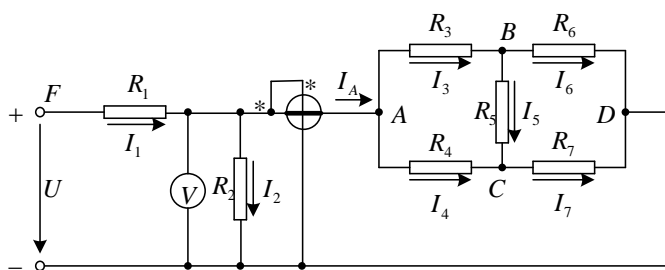 R3 B R6
F R1 * * IA I3 I6
+ I1 A R5 I5 D
U V R2 I2 R4 R7
− I4 C I7